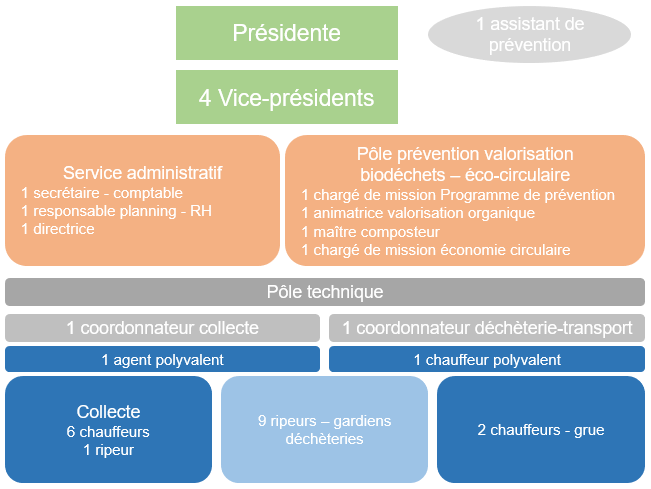 Présidente
1 assistant de
prévention
4 Vice-présidents
Service administratif
1 secrétaire - comptable
1 responsable planning - RH
1 directrice
Pôle prévention valorisation
biodéchets – éco-circulaire
1 chargé de mission Programme de prévention
1 animatrice valorisation organique
1 maître composteur
1 chargé de mission économie circulaire
Pôle technique
1 coordonnateur collecte
1 coordonnateur déchèterie-transport
1 agent polyvalent
1 chauffeur polyvalent
Collecte
6 chauffeurs
1 ripeur
9 ripeurs – gardiens
déchèteries
2 chauffeurs - grue